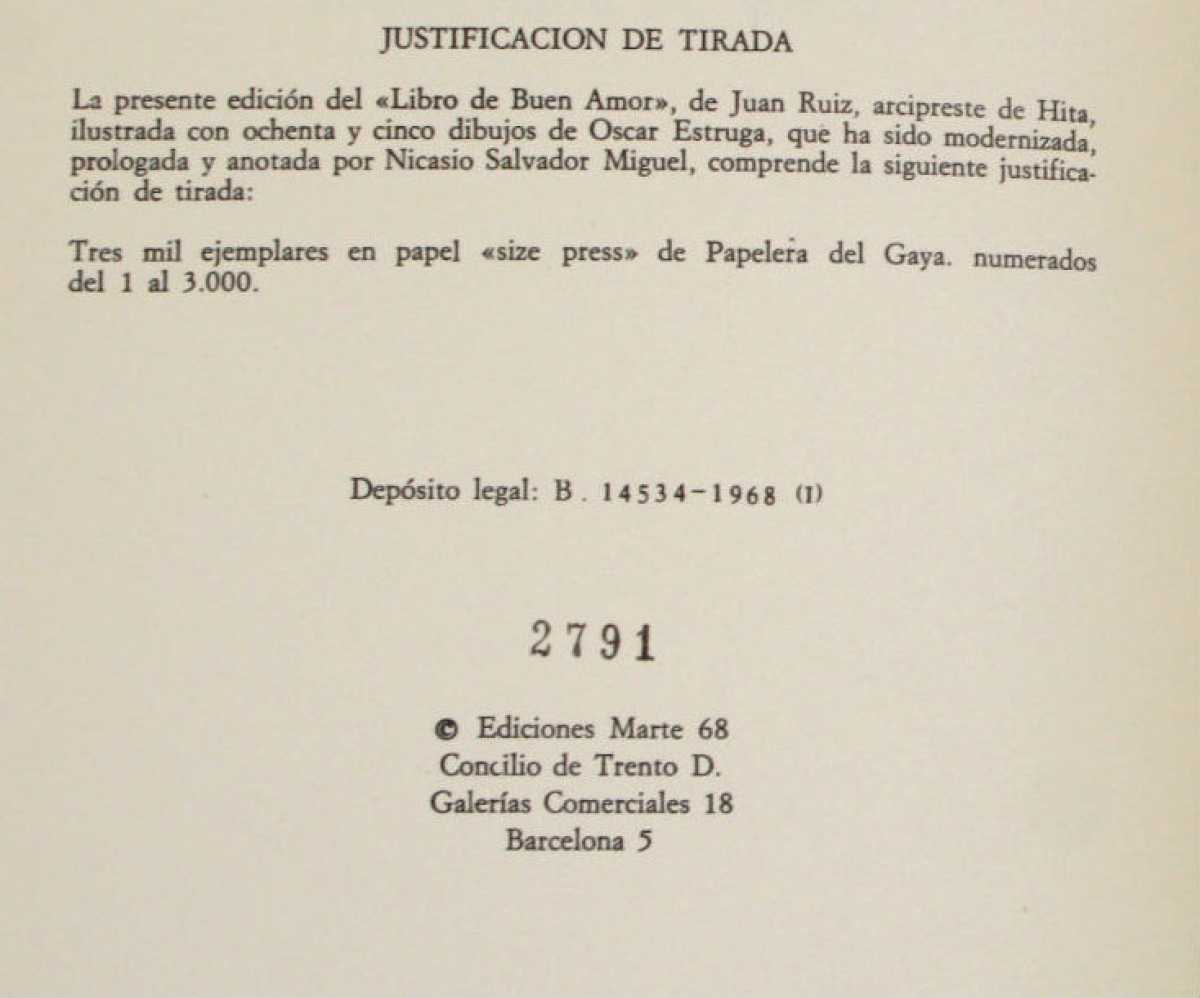 JUSTIFICACION DE TIRADA
La presente edición del «Libro de Buen Amor», de Juan Ruiz, arcipreste de Hita,
ilustrada con ochenta y cinco dibujos de Oscar Estruga, que ha sido modernizada,
prologada y anotada por Nicasio Salvador Miguel, comprende la siguiente justifica-
ción de tirada:
Tres mil ejemplares en papel «size press» de Papelera del Gaya. numerados
del 1 al 3.000.
Depósito legal: B. 14534-1968 (I)
2791
© Ediciones Marte 68
Concilio de Trento D.
Galerías Comerciales 18
Barcelona 5